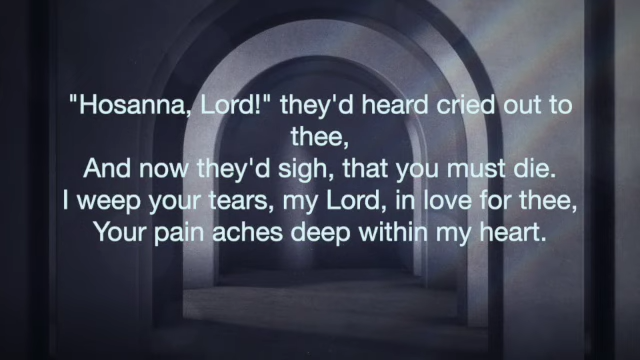 "Hosanna, Lord!" they'd heard cried out to
thee,
And now they'd sigh, that you must die.
I weep your tears, my Lord, in love for thee,
Your pain aches deep within my heart.